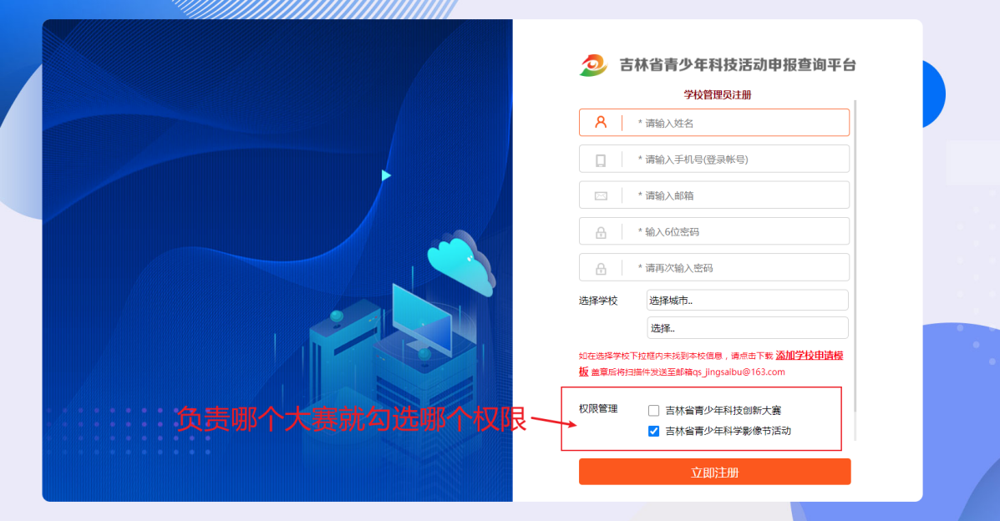 吉林省青少年科技活动申报查询平台
学校管理员注册
* 请输入姓名
* 请输入手机号(登录帐号)
* 请输入邮箱
* 输入6位密码
* 请再次输入密码
选择学校 选择城市..
选择..
如在选择学校下拉框内未找到本校信息，请点击下载 添加学校申请模
板 盖章后将扫描件发送至邮箱qs_jingsaibu@163.com
权限管理 吉林省青少年科技创新大赛
吉林省青少年科学影像节活动
负责哪个大赛就勾选哪个权限
立即注册